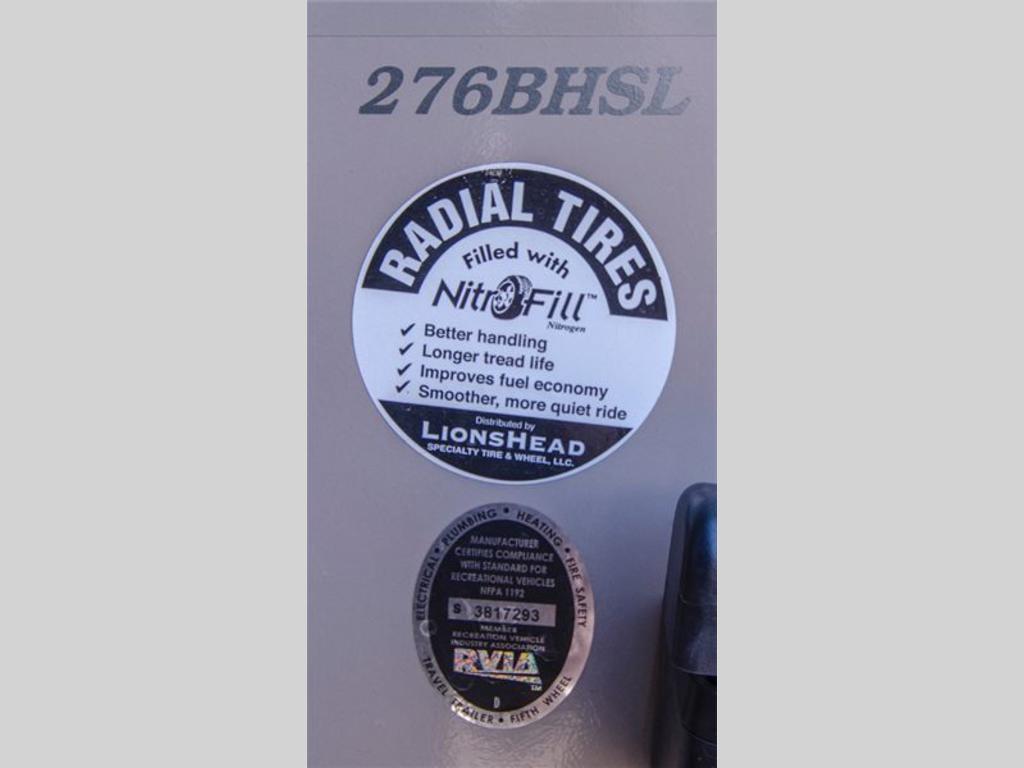 276BHSL
RADIAL TIRES
Filled with
NitroFill™
Nitrogen
✓ Better handling
✓ Longer tread life
✓ Improves fuel economy
✓ Smoother, more quiet ride
Distributed by
LIONSHEAD
SPECIALTY TIRE & WHEEL, LLC.
ELECTRICAL • PLUMBING • HEATING • FIRE SAFETY
MANUFACTURER
CERTIFIES COMPLIANCE
WITH STANDARD FOR
RECREATIONAL VEHICLES
NFPA 1192
S 3817293
MEMBER
RECREATION VEHICLE
INDUSTRY ASSOCIATION
RVIA
TM
D
TRAVEL TRAILER • FIFTH WHEEL